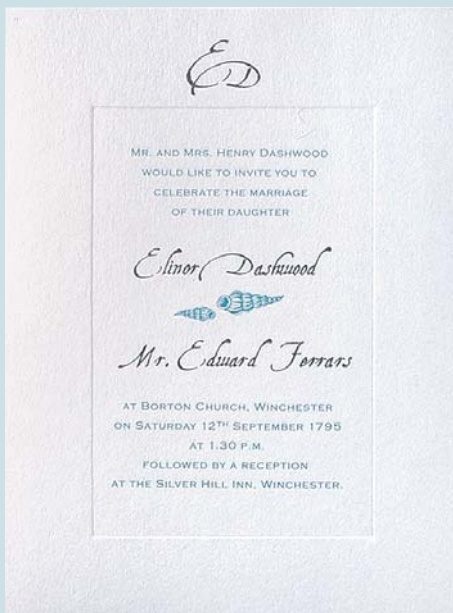 ED
MR. AND MRS. HENRY DASHWOOD
WOULD LIKE TO INVITE YOU TO
CELEBRATE THE MARRIAGE
OF THEIR DAUGHTER
Elinor Dashwood
Mr. Edward Ferrars
AT BORTON CHURCH, WINCHESTER
ON SATURDAY 12TH SEPTEMBER 1795
AT 1.30 P.M.
FOLLOWED BY A RECEPTION
AT THE SILVER HILL INN, WINCHESTER.